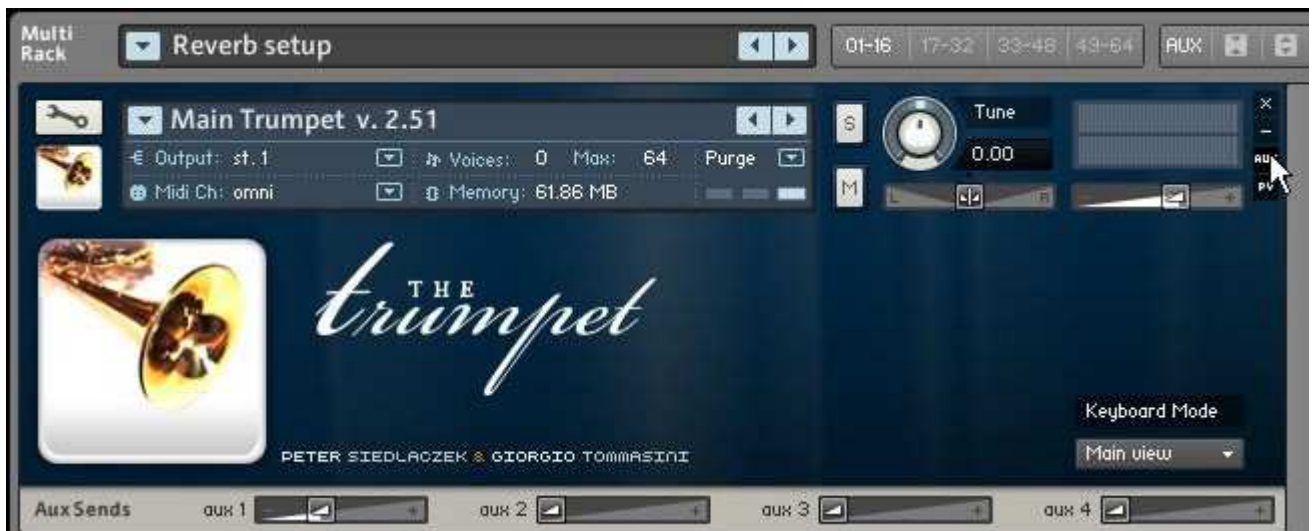 Multi Rack
Reverb setup
01-16 17-32 33-48 49-64 AUX
Main Trumpet v. 2.51
S
Tune
×
–
Output: st. 1 Voices: 0 Max: 64 Purge
0.00
AUX
Midi Ch: omni Memory: 61.86 MB
M
L R
PV
THE
trumpet
Keyboard Mode
PETER SIEDLACZEK & GIORGIO TOMMASINI
Main view
Aux Sends aux 1 aux 2 aux 3 aux 4